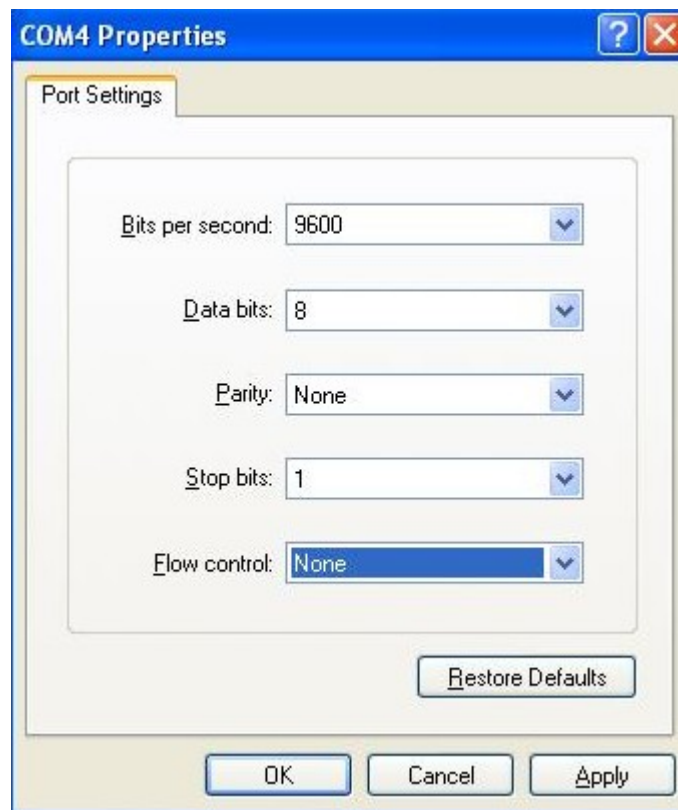 COM4 Properties
Port Settings
Bits per second: 9600
Data bits: 8
Parity: None
Stop bits: 1
Flow control: None
Restore Defaults
OK Cancel Apply